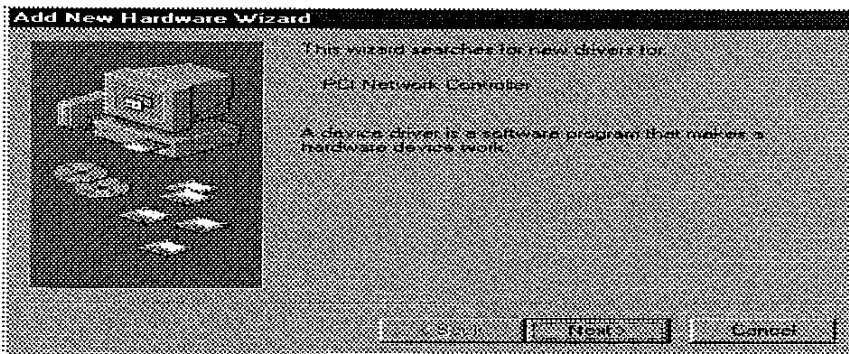 Add New Hardware Wizard
This wizard searches for new drivers for:
PCI Network Controller
A device driver is a software program that makes a
hardware device work.
< Back
Next >
Cancel